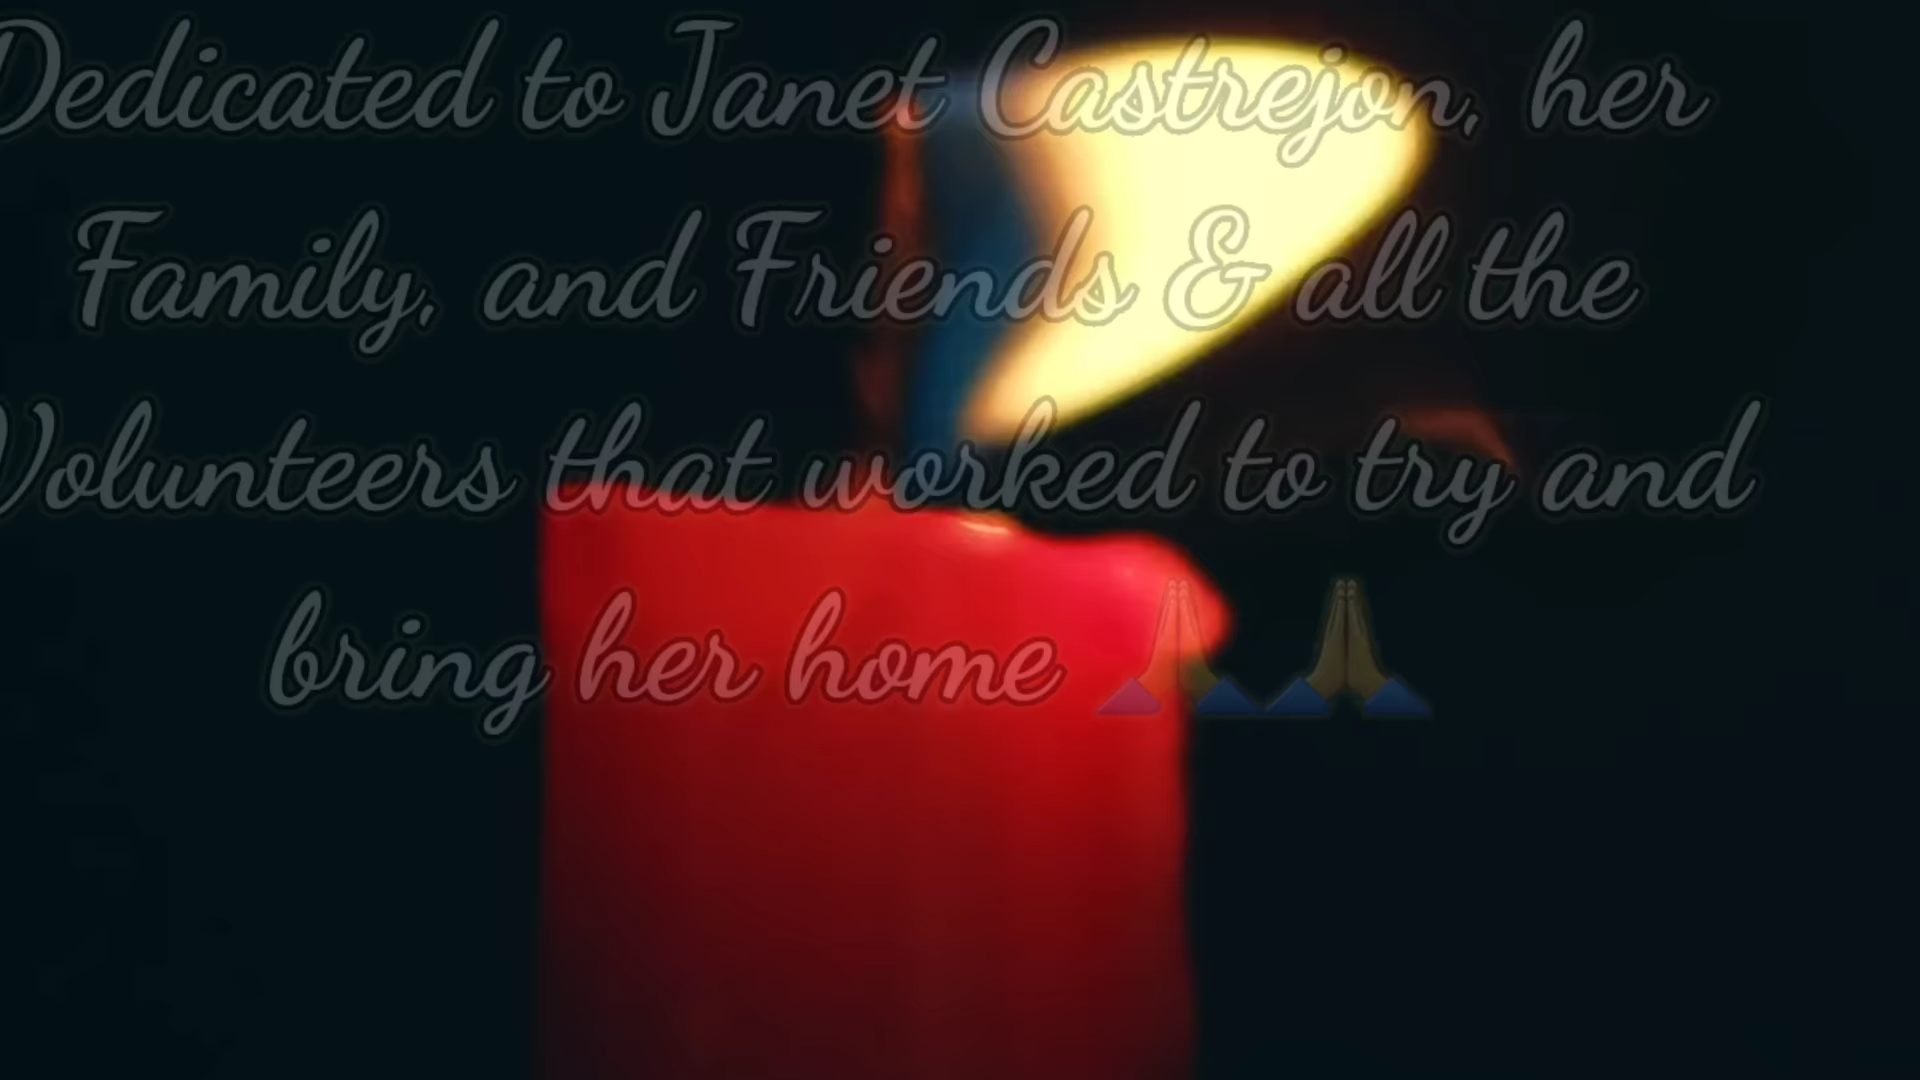 Dedicated to Janet Castrejon, her
Family, and Friends & all the
Volunteers that worked to try and
bring her home 🙏🙏